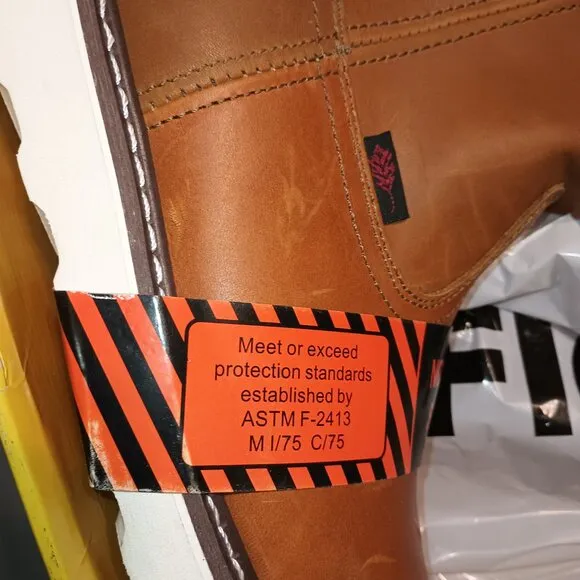 Meet or exceed
protection standards
established by
ASTM F-2413
M I/75 C/75